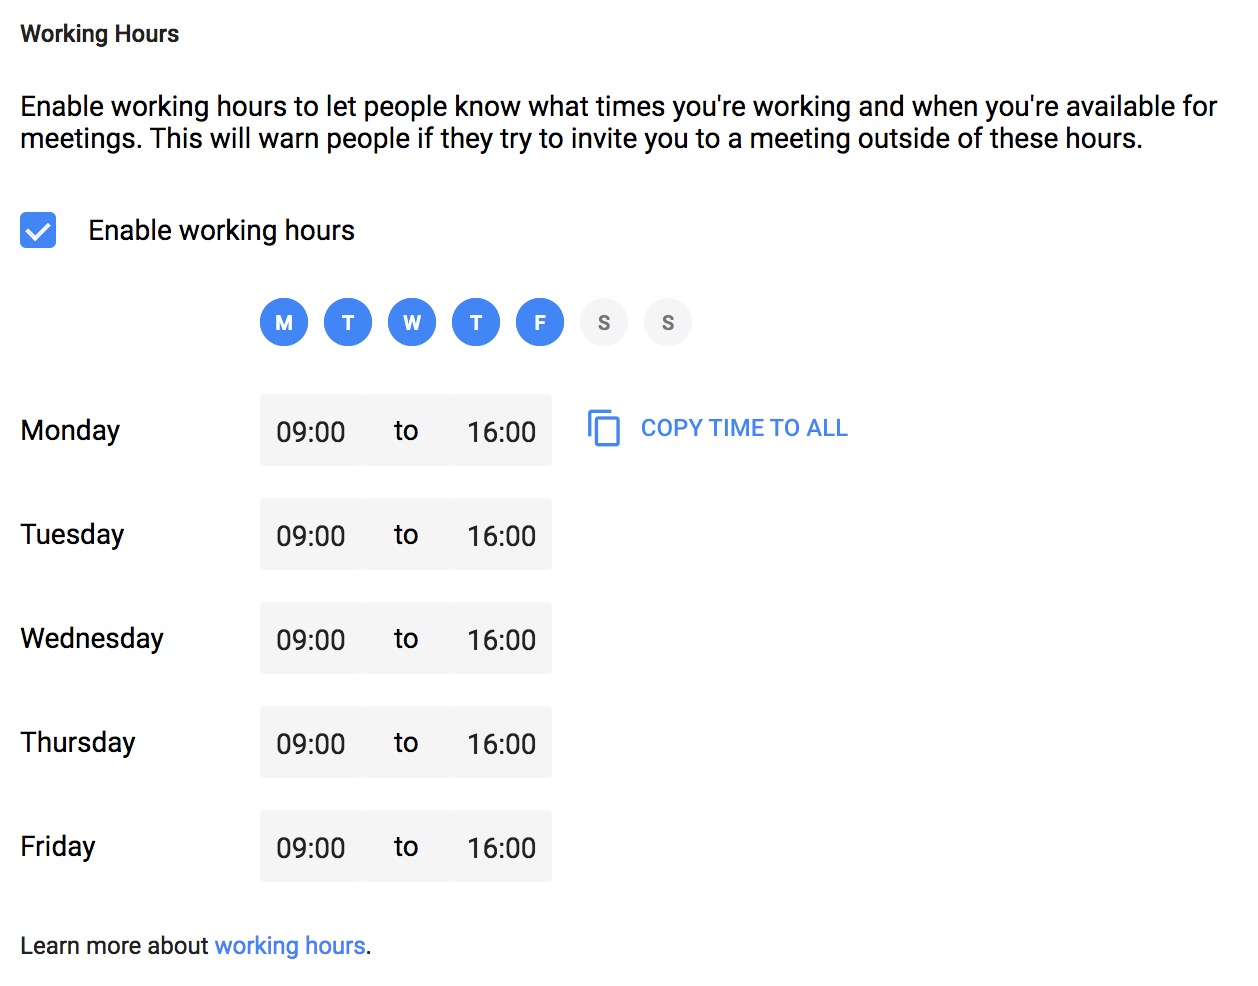 Working Hours
Enable working hours to let people know what times you're working and when you're available for
meetings. This will warn people if they try to invite you to a meeting outside of these hours.
Enable working hours
M T W T F S S
Monday 09:00 to 16:00 COPY TIME TO ALL
Tuesday 09:00 to 16:00
Wednesday 09:00 to 16:00
Thursday 09:00 to 16:00
Friday 09:00 to 16:00
Learn more about working hours.